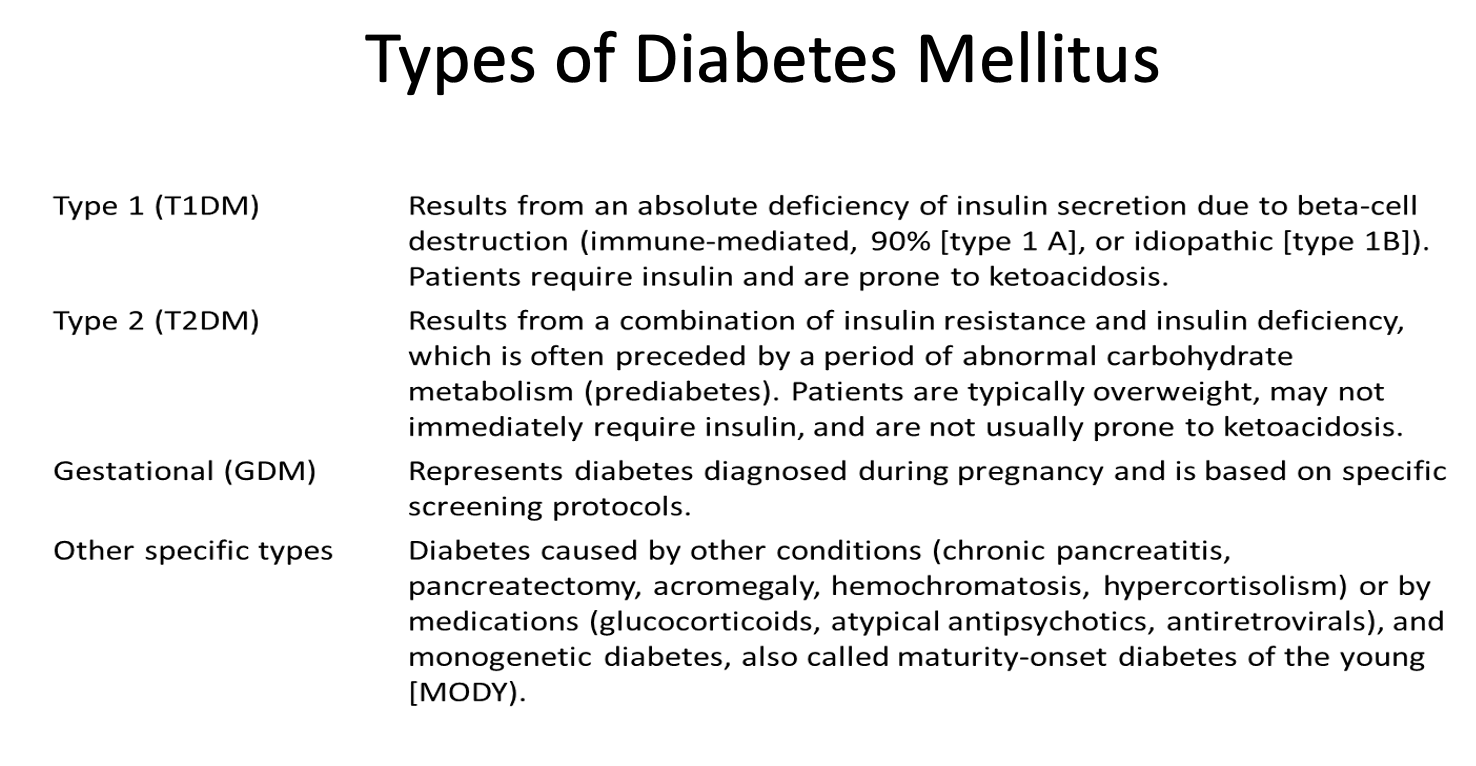 Types of Diabetes Mellitus
Type 1 (T1DM)
Results from an absolute deficiency of insulin secretion due to beta-cell
destruction (immune-mediated, 90% [type 1 A], or idiopathic [type 1B]).
Patients require insulin and are prone to ketoacidosis.
Type 2 (T2DM)
Results from a combination of insulin resistance and insulin deficiency,
which is often preceded by a period of abnormal carbohydrate
metabolism (prediabetes). Patients are typically overweight, may not
immediately require insulin, and are not usually prone to ketoacidosis.
Gestational (GDM)
Represents diabetes diagnosed during pregnancy and is based on specific
screening protocols.
Other specific types
Diabetes caused by other conditions (chronic pancreatitis,
pancreatectomy, acromegaly, hemochromatosis, hypercortisolism) or by
medications (glucocorticoids, atypical antipsychotics, antiretrovirals), and
monogenetic diabetes, also called maturity-onset diabetes of the young
[MODY).